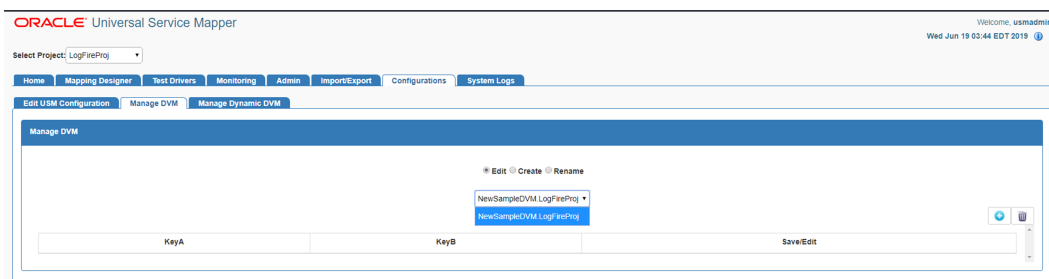 ORACLE Universal Service Mapper
Welcome, usmadmin
Wed Jun 19 03:44 EDT 2019
Select Project: LogFireProj
Home Mapping Designer Test Drivers Monitoring Admin Import/Export Configurations System Logs
Edit USM Configuration Manage DVM Manage Dynamic DVM
Manage DVM
Edit Create Rename
NewSampleDVM.LogFireProj
NewSampleDVM.LogFireProj
KeyA KeyB Save/Edit